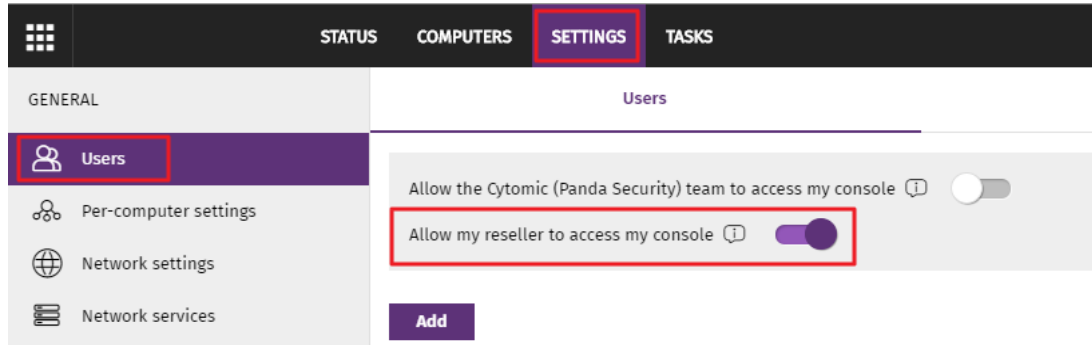 STATUS COMPUTERS SETTINGS TASKS
GENERAL
Users
Users
Per-computer settings
Network settings
Network services
Allow the Cytomic (Panda Security) team to access my console
Allow my reseller to access my console
Add